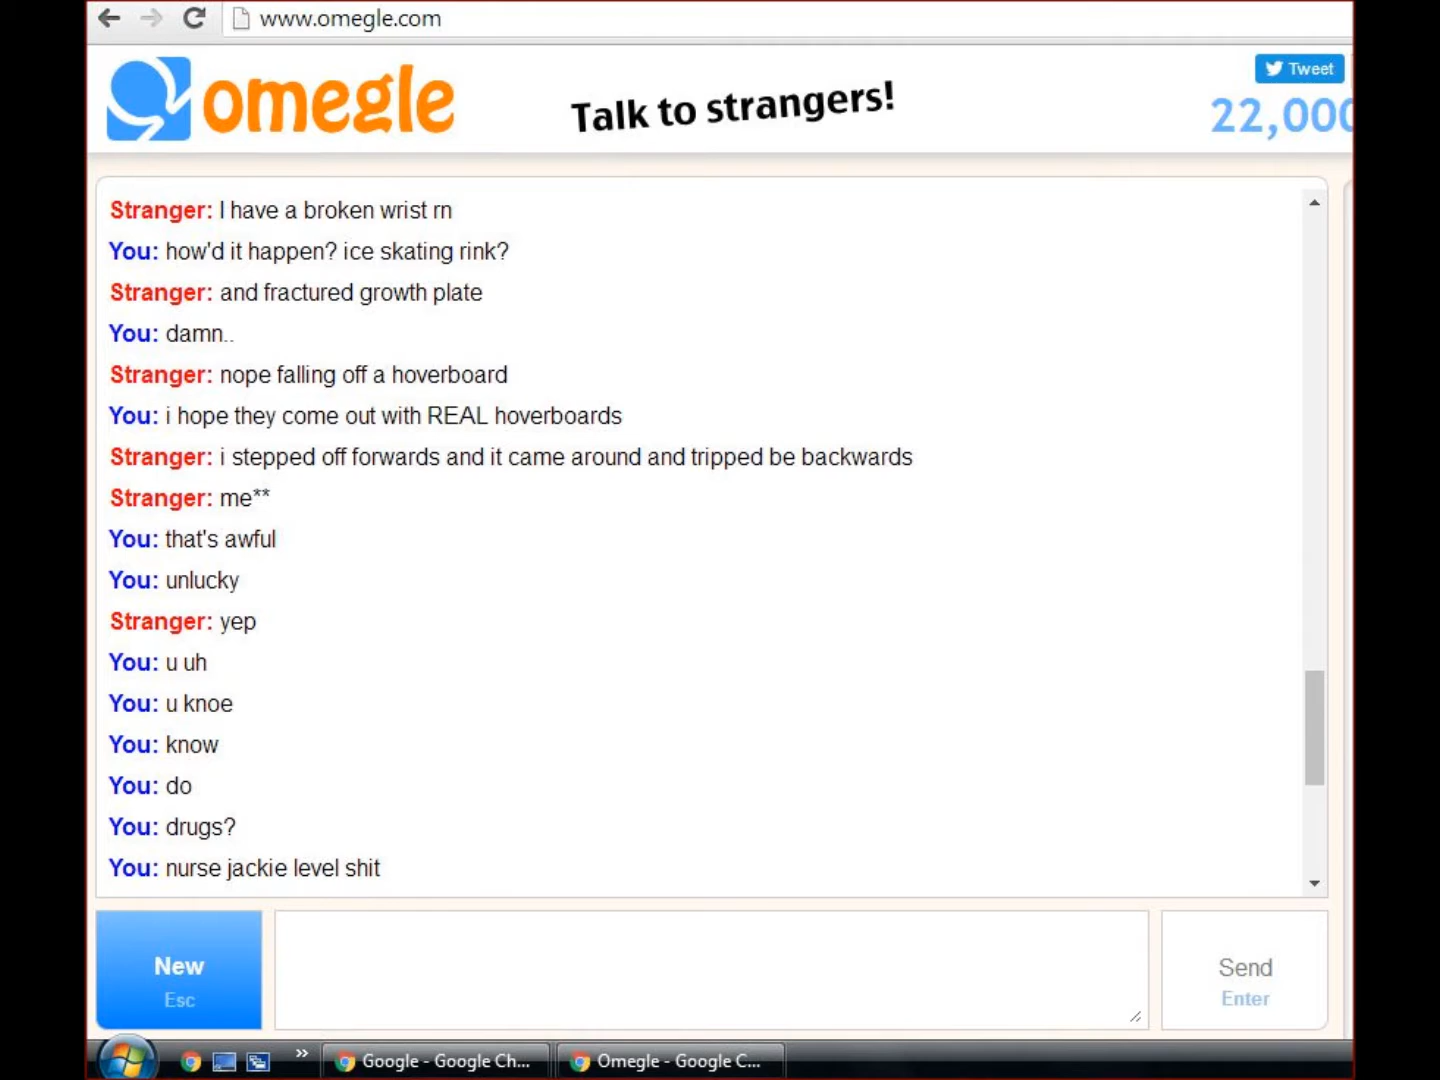 www.omegle.com
omegle
Talk to strangers!
Tweet
22,000
Stranger: I have a broken wrist rn
You: how'd it happen? ice skating rink?
Stranger: and fractured growth plate
You: damn..
Stranger: nope falling off a hoverboard
You: i hope they come out with REAL hoverboards
Stranger: i stepped off forwards and it came around and tripped be backwards
Stranger: me**
You: that's awful
You: unlucky
Stranger: yep
You: u uh
You: u knoe
You: know
You: do
You: drugs?
You: nurse jackie level shit
New
Esc
Send
Enter
»
Google - Google Ch...
Omegle - Google C...